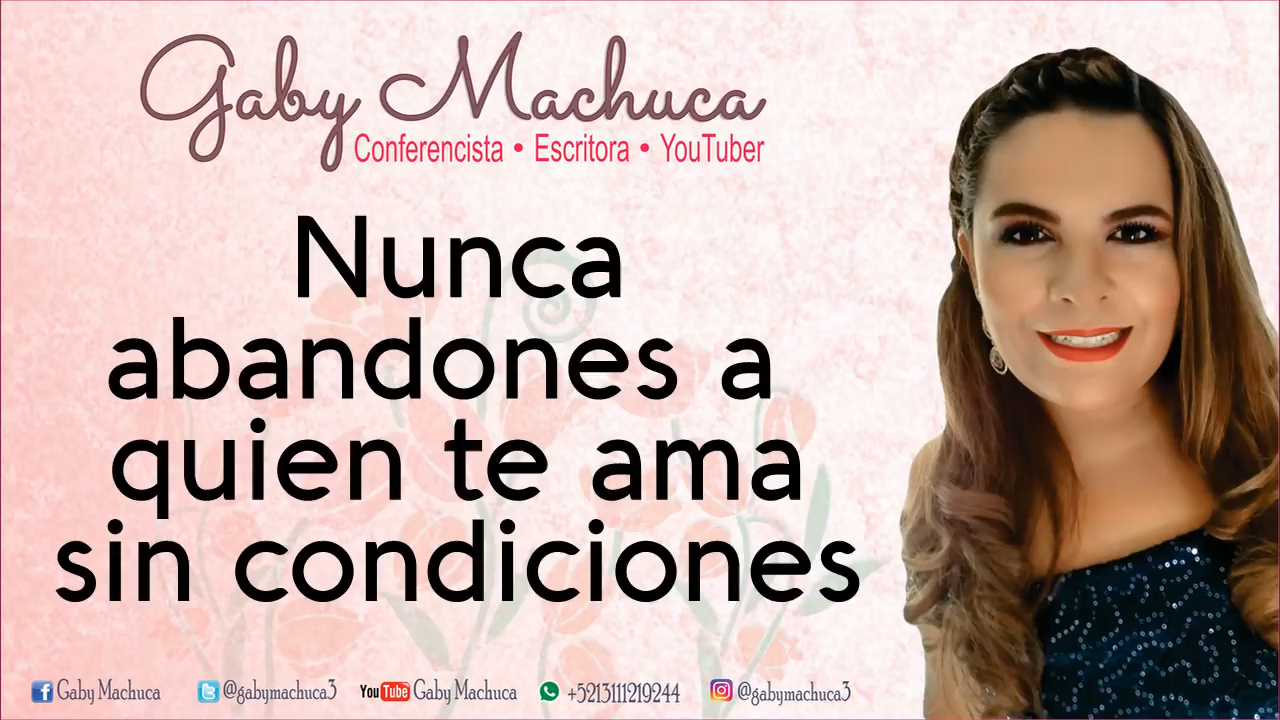 Gaby Machuca
Conferencista • Escritora • YouTuber
Nunca
abandones a
quien te ama
sin condiciones
f Gaby Machuca @gabymachuca3 YouTube Gaby Machuca +5213111219244 @gabymachuca3